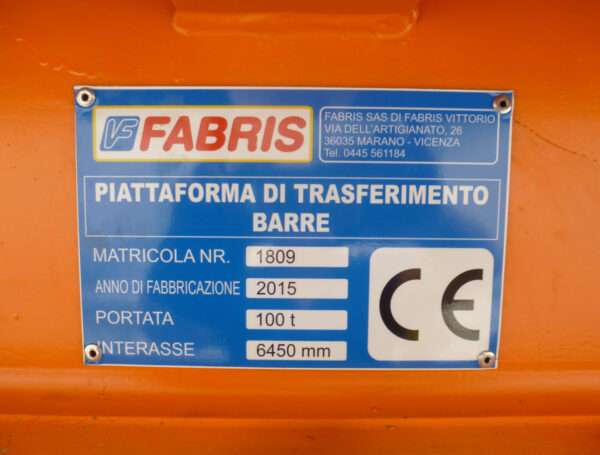 VF FABRIS
FABRIS SAS DI FABRIS VITTORIO
VIA DELL'ARTIGIANATO, 26
36035 MARANO - VICENZA
Tel. 0445 561184
PIATTAFORMA DI TRASFERIMENTO
BARRE
MATRICOLA NR. 1809
ANNO DI FABBRICAZIONE 2015
PORTATA 100 t
INTERASSE 6450 mm
CE